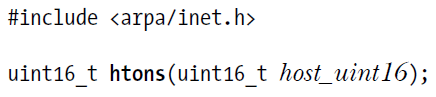 #include <arpa/inet.h>
uint16_t htons(uint16_t host_uint16);